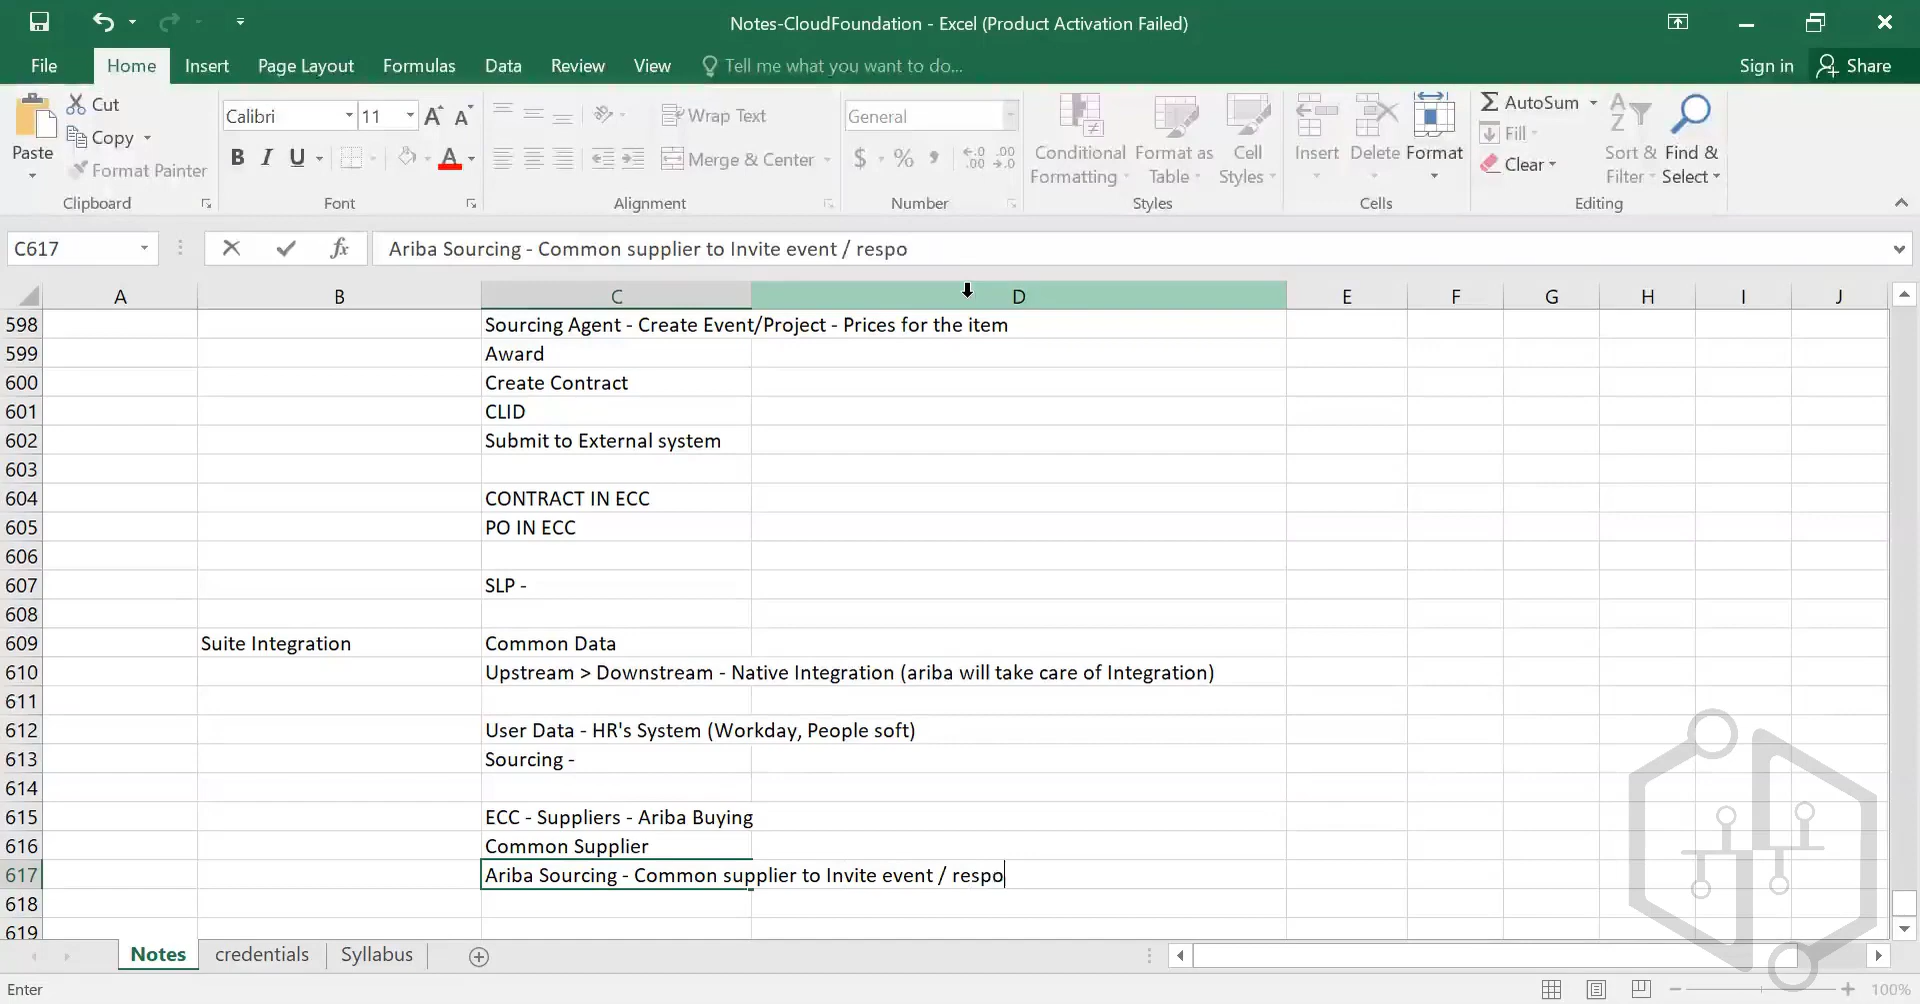 Notes-CloudFoundation - Excel (Product Activation Failed)
File Home Insert Page Layout Formulas Data Review View Tell me what you want to do... Sign in Share
Paste
Cut
Copy
Format Painter
Clipboard
Calibri 11
B I U
Font
Wrap Text
Merge & Center
Alignment
General
$ % ,
Number
Conditional Formatting
Format as Table
Cell Styles
Styles
Insert Delete Format
Cells
AutoSum
Fill
Clear
Sort & Filter
Find & Select
Editing
C617 fx Ariba Sourcing - Common supplier to Invite event / respo
A B C D E F G H I J
598 Sourcing Agent - Create Event/Project - Prices for the item
599 Award
600 Create Contract
601 CLID
602 Submit to External system
603
604 CONTRACT IN ECC
605 PO IN ECC
606
607 SLP -
608
609 Suite Integration Common Data
610 Upstream > Downstream - Native Integration (ariba will take care of Integration)
611
612 User Data - HR's System (Workday, People soft)
613 Sourcing -
614
615 ECC - Suppliers - Ariba Buying
616 Common Supplier
617 Ariba Sourcing - Common supplier to Invite event / respo
618
619
Notes credentials Syllabus
Enter 100%